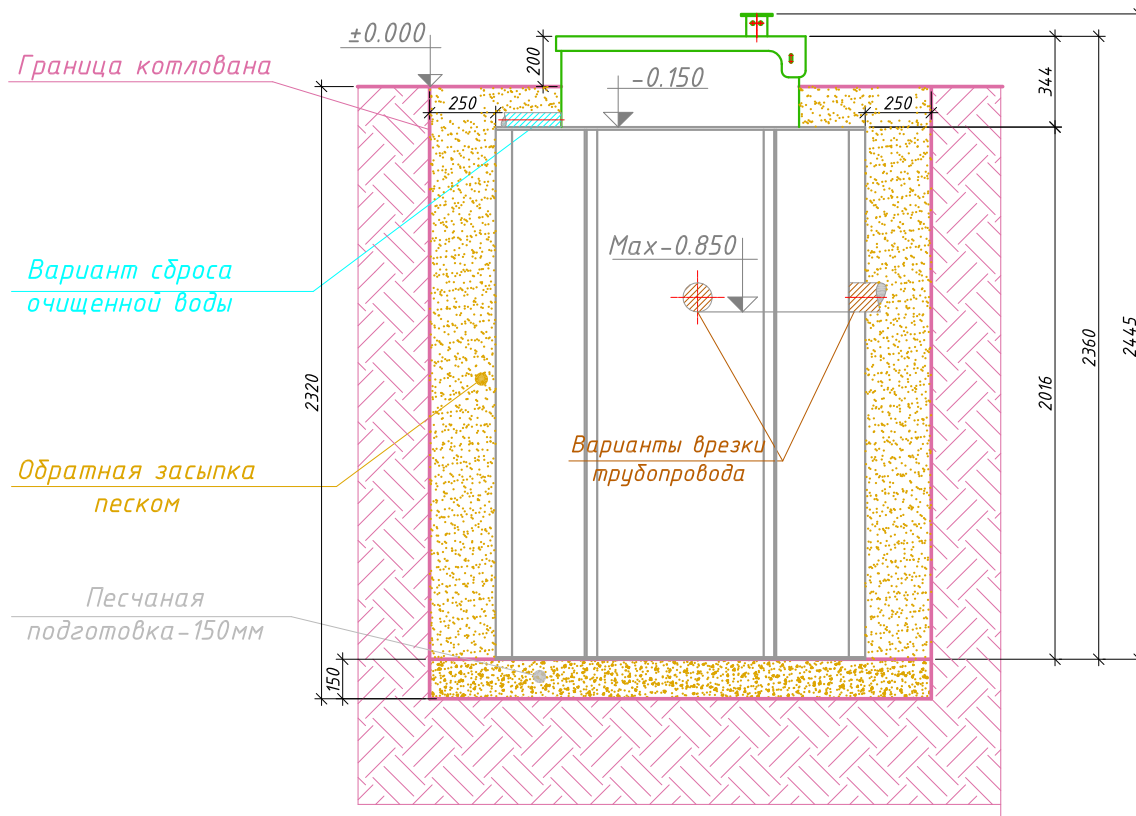 ±0.000
Граница котлована
200
-0.150
344
250
250
Вариант сброса
очищенной воды
Max-0.850
2445
2360
2320
2016
Варианты врезки
трубопровода
Обратная засыпка
песком
Песчаная
подготовка-150мм
150